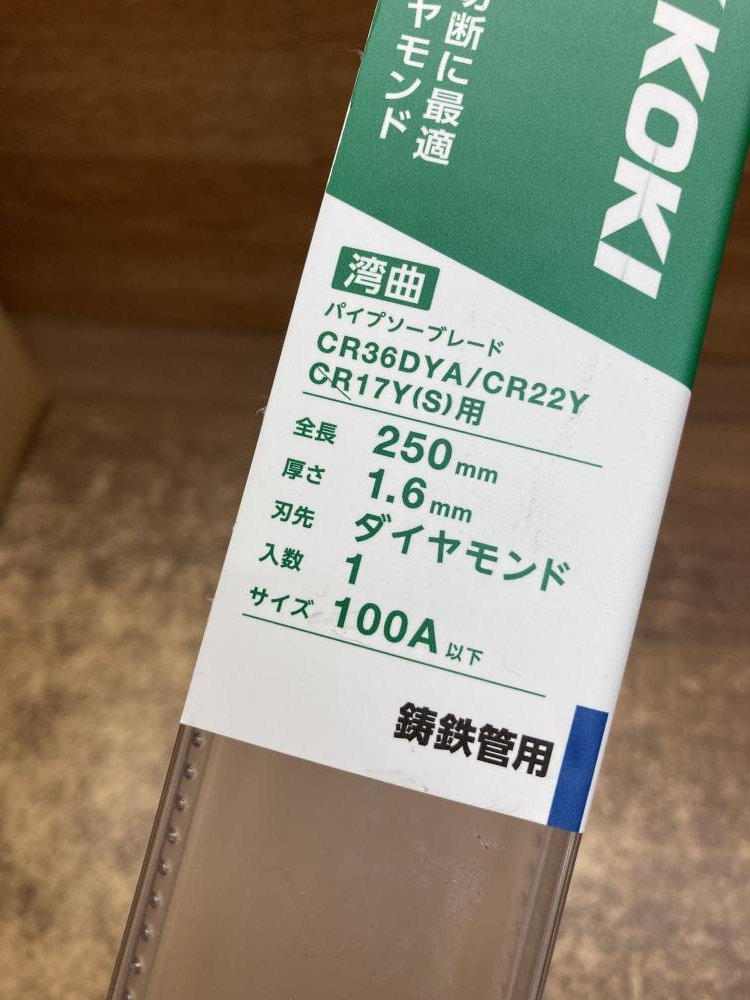 切断に最適
ヤモンド
KOKI
湾曲
パイプソーブレード
CR36DYA/CR22Y
CR17Y(S)用
全長 250mm
厚さ 1.6mm
刃先 ダイヤモンド
入数 1
サイズ 100A以下
鋳鉄管用